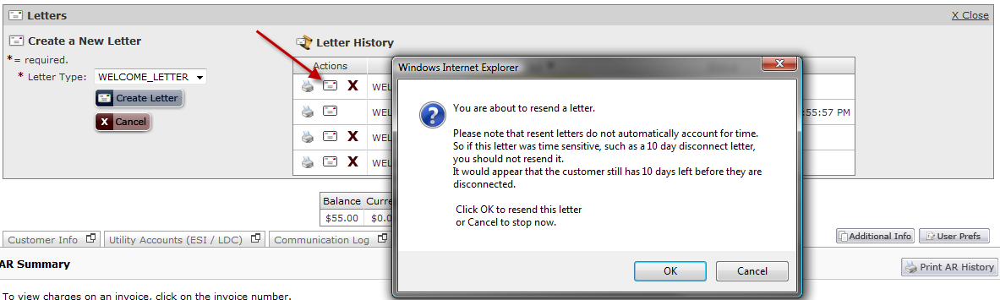 Letters
X Close
Create a New Letter
*= required.
* Letter Type: WELCOME_LETTER
Create Letter
X Cancel
Letter History
Actions
X WEL
WEL :55:57 PM
X WEL
X WEL
Windows Internet Explorer
You are about to resend a letter.
Please note that resent letters do not automatically account for time.
So if this letter was time sensitive, such as a 10 day disconnect letter,
you should not resend it.
It would appear that the customer still has 10 days left before they are
disconnected.
Click OK to resend this letter
or Cancel to stop now.
OK Cancel
Balance Curre
$55.00 $0.0
Customer Info Utility Accounts (ESI / LDC) Communication Log
Additional Info User Prefs
AR Summary
Print AR History
To view charges on an invoice, click on the invoice number.